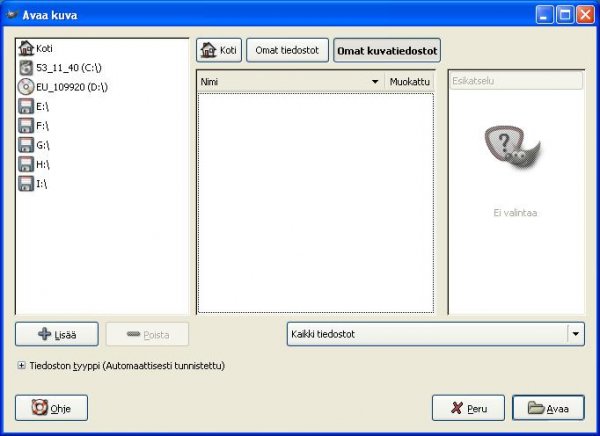 Avaa kuva
Koti
53_11_40 (C:\)
EU_109920 (D:\)
E:\
F:\
G:\
H:\
I:\
Koti
Omat tiedostot
Omat kuvatiedostot
Nimi
Muokattu
Esikatselu
?
Ei valintaa
Lisää
Poista
Kaikki tiedostot
Tiedoston tyyppi (Automaattisesti tunnistettu)
Ohje
Peru
Avaa